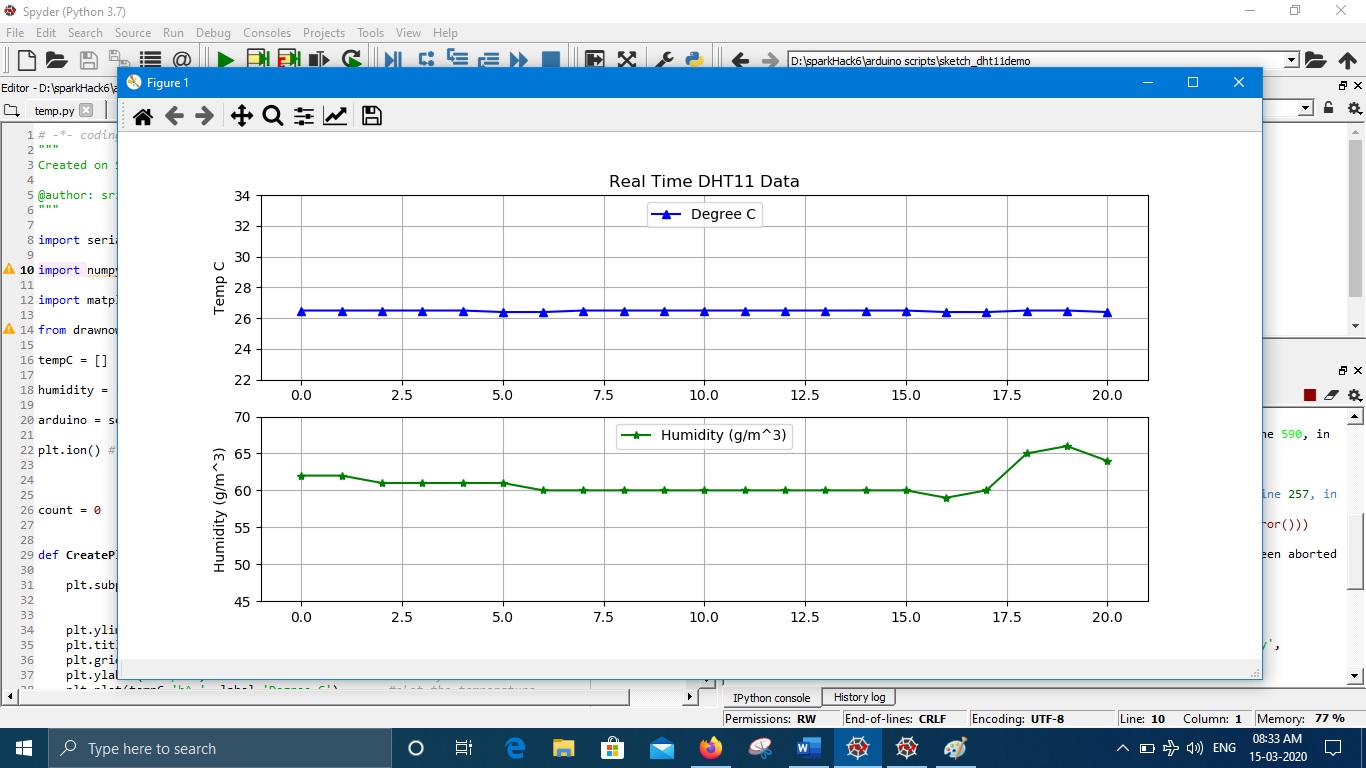 Spyder (Python 3.7)
File Edit Search Source Run Debug Consoles Projects Tools View Help
D:\sparkHack6\arduino scripts\sketch_dht11demo
Editor - D:\sparkHack6\a
Figure 1
temp.py
1 # -*- coding
2 """
3 Created on
4
5 @author: sri
6 """
7
8 import seria
9
10 import numpy
11
12 import matpl
13
14 from drawnow
15
16 tempC = []
17
18 humidity =
19
20 arduino = se
21
22 plt.ion() #
23
24
25
26 count = 0
27
28
29 def CreatePl
30
31 plt.subp
32
33
34 plt.ylim
35 plt.titl
36 plt.grid
37 plt.ylab
Real Time DHT11 Data
Degree C
Temp C
34
32
30
28
26
24
22
0.0 2.5 5.0 7.5 10.0 12.5 15.0 17.5 20.0
Humidity (g/m^3)
Humidity (g/m^3)
70
65
60
55
50
45
0.0 2.5 5.0 7.5 10.0 12.5 15.0 17.5 20.0
ne 590, in
ine 257, in
ror()))
een aborted
y',
IPython console History log
Permissions: RW End-of-lines: CRLF Encoding: UTF-8 Line: 10 Column: 1 Memory: 77 %
Type here to search
ENG
08:33 AM
15-03-2020